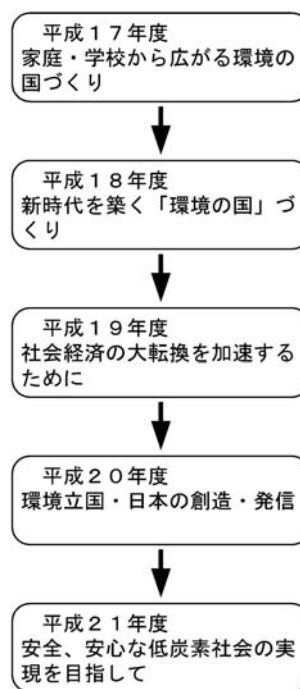 平成１７年度
家庭・学校から広がる環境の
国づくり
平成１８年度
新時代を築く「環境の国」づ
くり
平成１９年度
社会経済の大転換を加速する
ために
平成２０年度
環境立国・日本の創造・発信
平成２１年度
安全、安心な低炭素社会の実
現を目指して